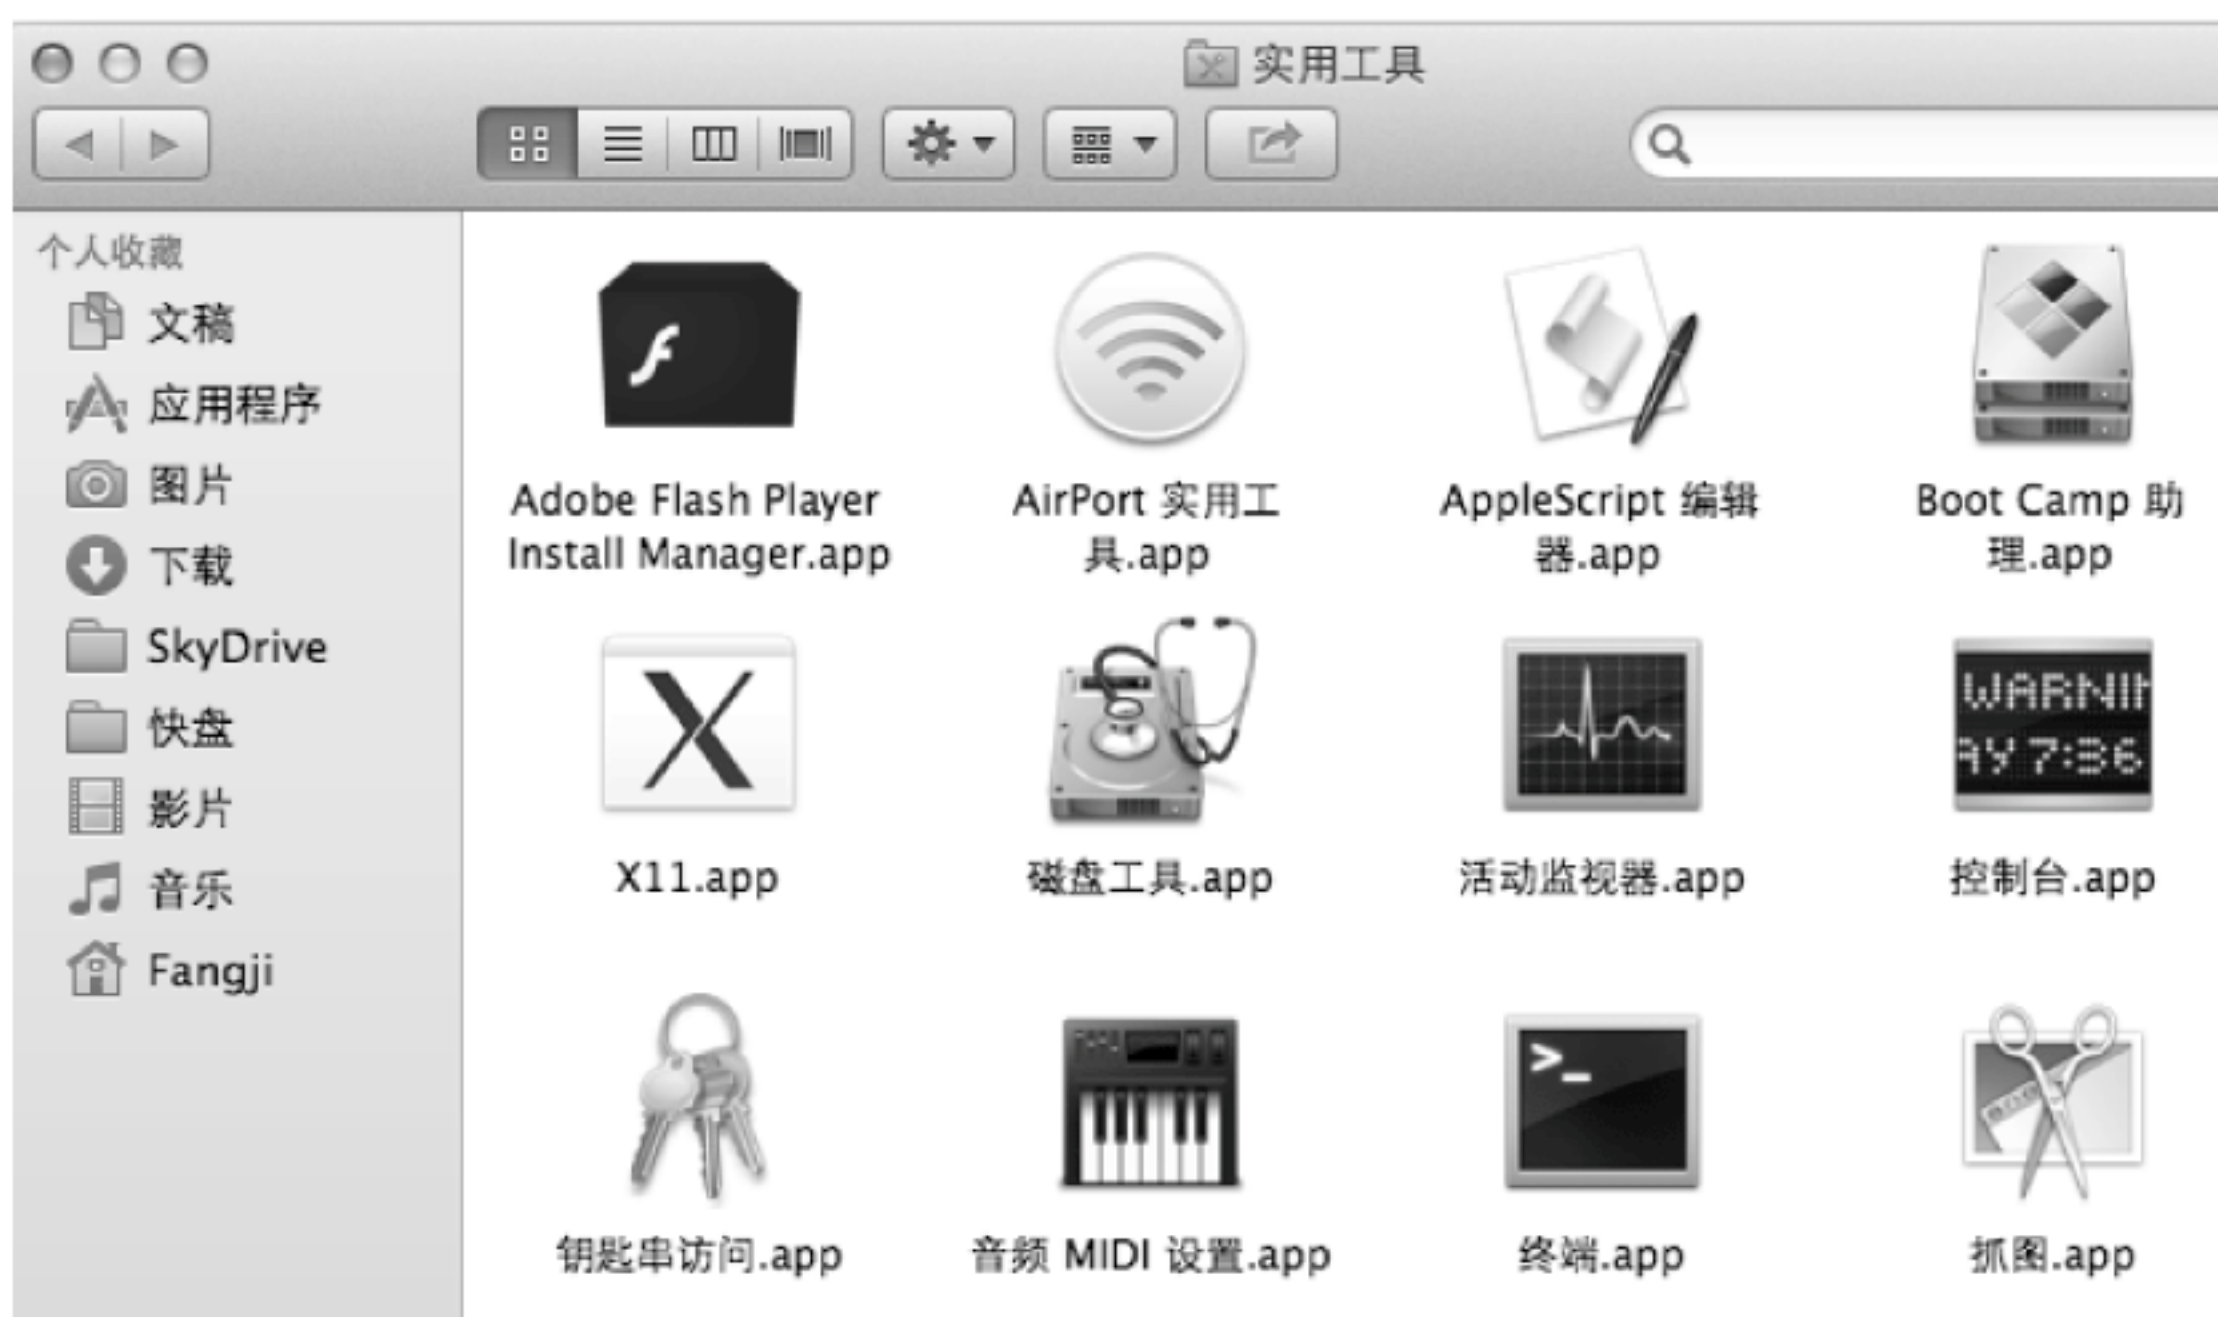 实用工具
个人收藏
文稿
应用程序
图片
下载
SkyDrive
快盘
影片
音乐
Fangji
Adobe Flash Player
Install Manager.app
AirPort 实用工
具.app
AppleScript 编辑
器.app
Boot Camp 助
理.app
WARNIN
AY 7:36
X11.app
磁盘工具.app
活动监视器.app
控制台.app
>_
钥匙串访问.app
音频 MIDI 设置.app
终端.app
抓图.app